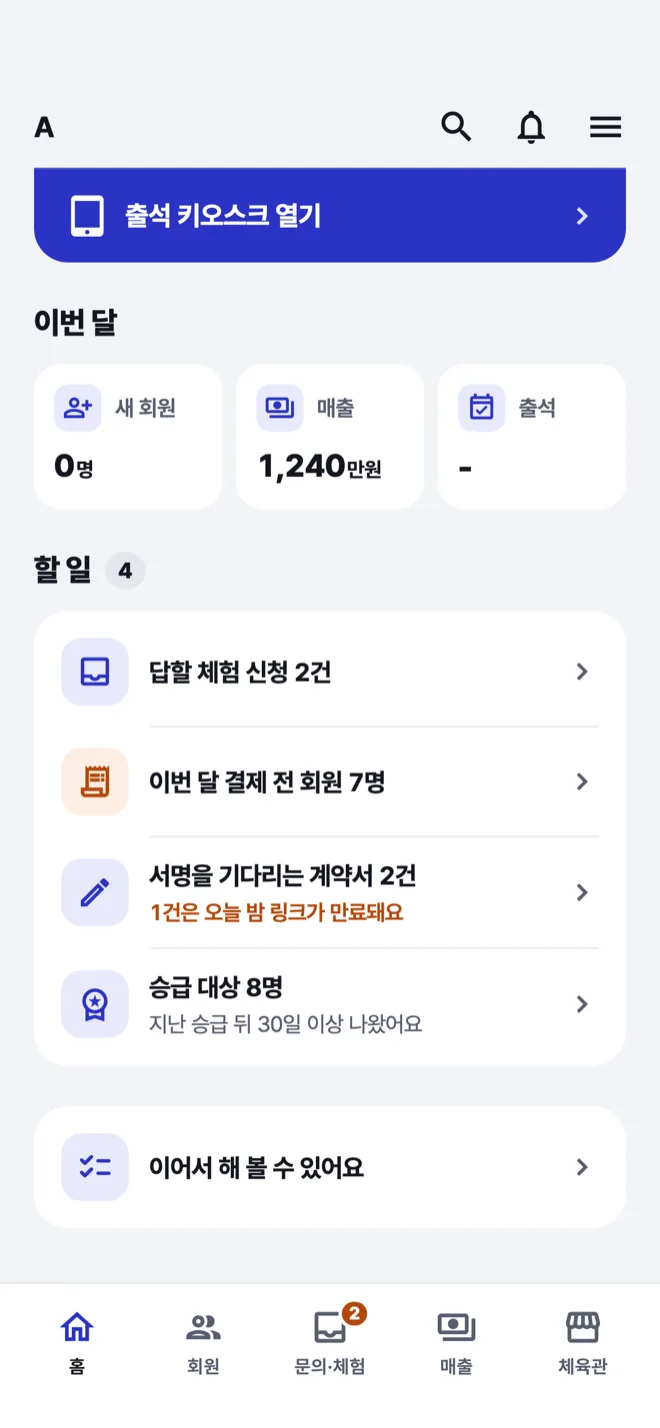 A
출석 키오스크 열기
이번 달
새 회원
매출
출석
0명
1,240만원
-
할 일 4
답할 체험 신청 2건
이번 달 결제 전 회원 7명
서명을 기다리는 계약서 2건
1건은 오늘 밤 링크가 만료돼요
승급 대상 8명
지난 승급 뒤 30일 이상 나왔어요
이어서 해 볼 수 있어요
2
홈
회원
문의·체험
매출
체육관